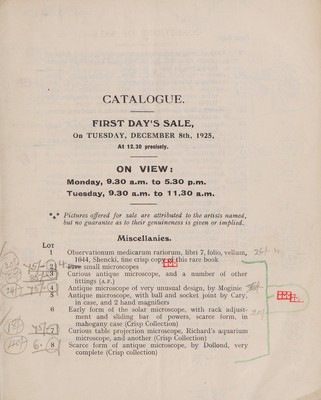 CATALOGUE.
FIRST DAY'S SALE,
On TUESDAY, DECEMBER 8th, 1925,
At 12.30 precisely.
ON VIEW:
Monday, 9.30 a.m. to 5.30 p.m.
Tuesday, 9.30 a.m. to 11.30 a.m.
*** Pictures offered for sale are attributed to the artists named,
but no guarantee as to their genuineness is given or implied.
Miscellanies.
LOT
1 Observationum medicarum rariorum, libri 7, folio, vellum,
1644, Shencki, fine crisp copy of this rare book
2 small microscopes
3 Curious antique microscope, and a number of other
fittings (A.F.)
4 Antique microscope of very unusual design, by Moginie
5 Antique microscope, with ball and socket joint by Cary,
in case, and 2 hand magnifiers
6 Early form of the solar microscope, with rack adjust-
ment and sliding bar of powers, scarce form, in
mahogany case (Crisp Collection)
7 Curious table projection microscope, Richard's aquarium
microscope, and another (Crisp Collection)
8 Scarce form of antique microscope, by Dollond, very
complete (Crisp collection)